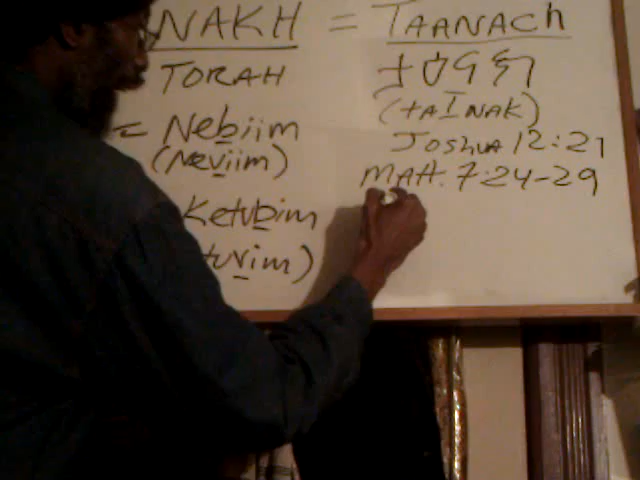 NAKH = TAANACh
TORAH
(tAINAK)
= Nebiim
Joshua 12:21
(Neviim)
MAtt. 7:24-29
Ketubim
tuvim)